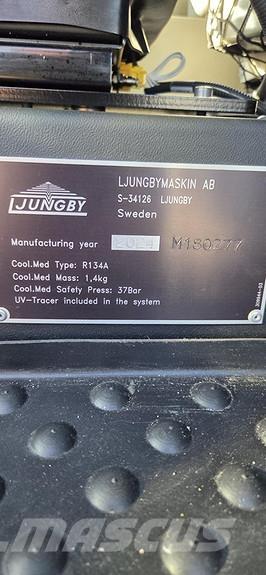 LJUNGBY
LJUNGBYMASKIN AB
S-34126 LJUNGBY
Sweden
Manufacturing year 2024 M180277
Cool.Med Type: R134A
Cool.Med Mass: 1,4kg
Cool.Med Safety Press: 37Bar
UV-Tracer included in the system
MASCUS